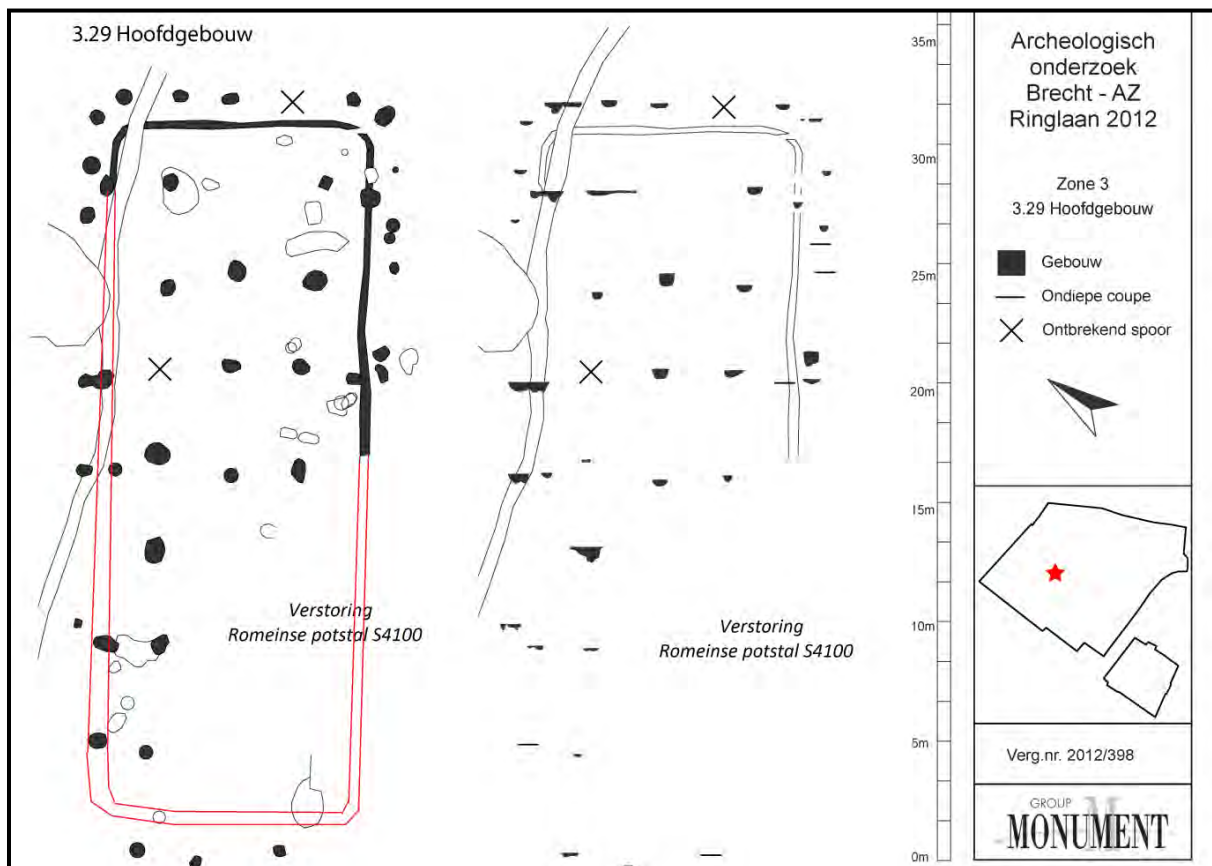 3.29 Hoofdgebouw
Verstoring
Romeinse potstal S4100
Verstoring
Romeinse potstal S4100
35m
30m
25m
20m
15m
10m
5m
0m
Archeologisch
onderzoek
Brecht - AZ
Ringlaan 2012
Zone 3
3.29 Hoofdgebouw
Gebouw
Ondiepe coupe
Ontbrekend spoor
Verg.nr. 2012/398
GROUP
M
MONUMENT